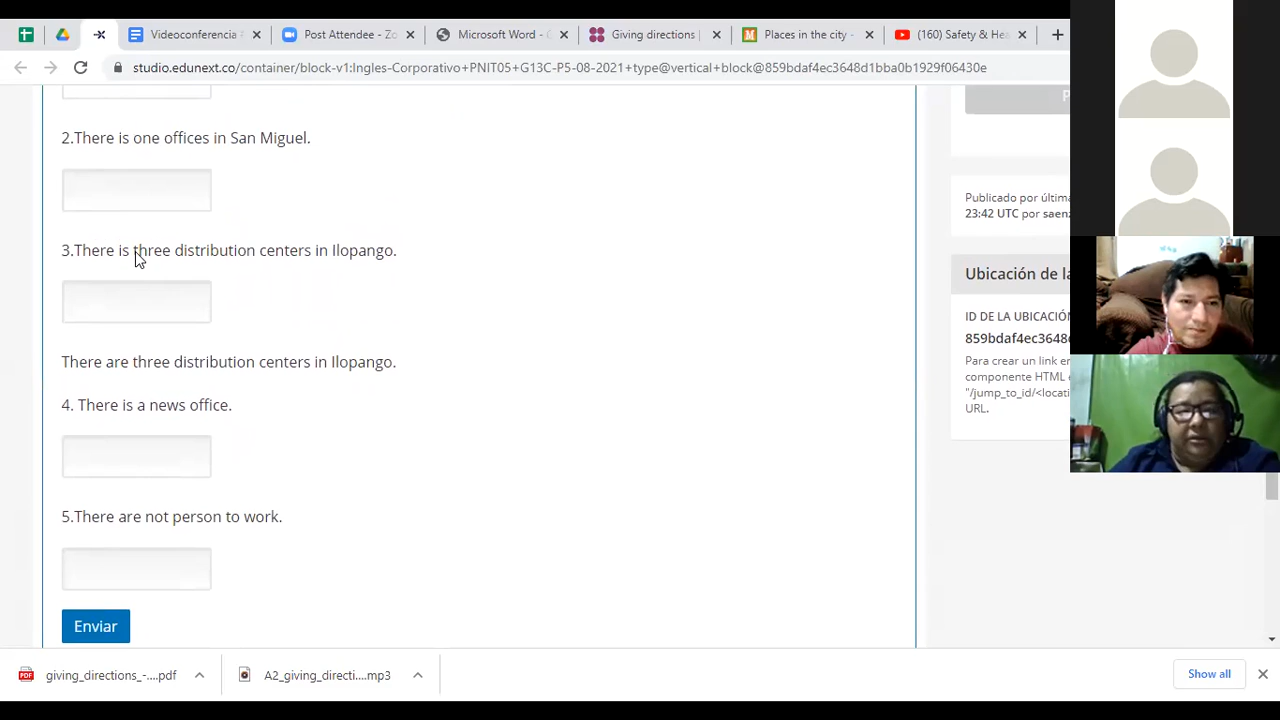 Videoconferencia
Post Attendee - Zo
Microsoft Word -
Giving directions
Places in the city -
(160) Safety & Hea
studio.edunext.co/container/block-v1:Ingles-Corporativo+PNIT05+G13C-P5-08-2021+type@vertical+block@859bdaf4ec3648d1bba0b1929f06430e
2.There is one offices in San Miguel.
3.There is three distribution centers in Ilopango.
There are three distribution centers in Ilopango.
4. There is a news office.
5.There are not person to work.
Enviar
P
Publicado por última
23:42 UTC por saenz
Ubicación de la
ID DE LA UBICACIÓN
859bdaf4ec3648d
Para crear un link e
componente HTML
"/jump_to_id/<locati
URL.
giving_directions_-....pdf
A2_giving_directi....mp3
Show all